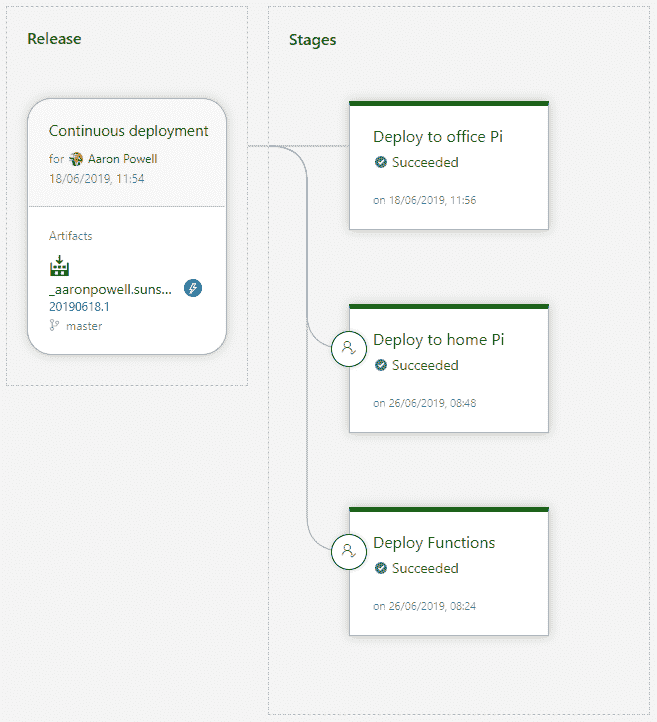 Release
Continuous deployment
for Aaron Powell
18/06/2019, 11:54
Artifacts
_aaronpowell.suns...
20190618.1
master
Stages
Deploy to office Pi
Succeeded
on 18/06/2019, 11:56
Deploy to home Pi
Succeeded
on 26/06/2019, 08:48
Deploy Functions
Succeeded
on 26/06/2019, 08:24